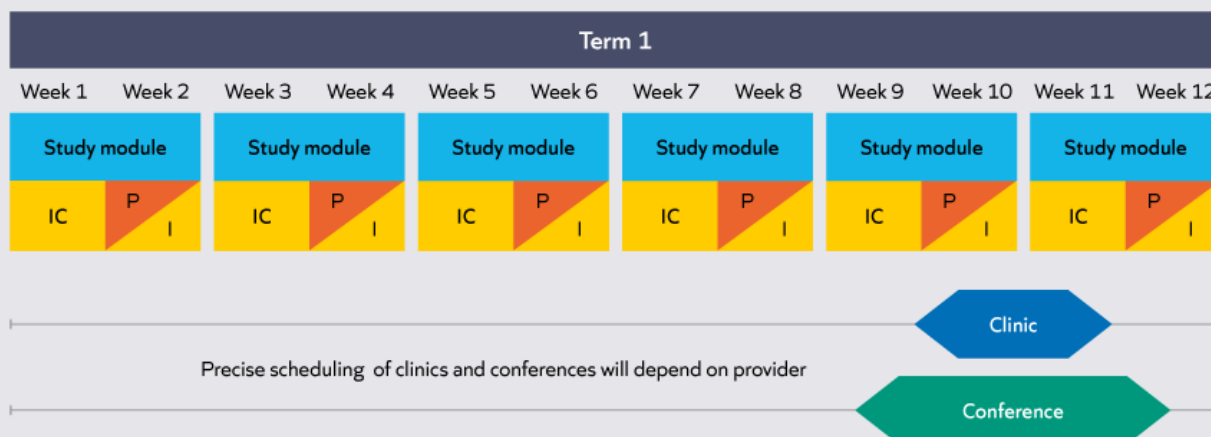 Term 1
Week 1 Week 2 Week 3 Week 4 Week 5 Week 6 Week 7 Week 8 Week 9 Week 10 Week 11 Week 12
Study module Study module Study module Study module Study module Study module
IC P I IC P I IC P I IC P I IC P I IC P I
Clinic
Precise scheduling of clinics and conferences will depend on provider
Conference